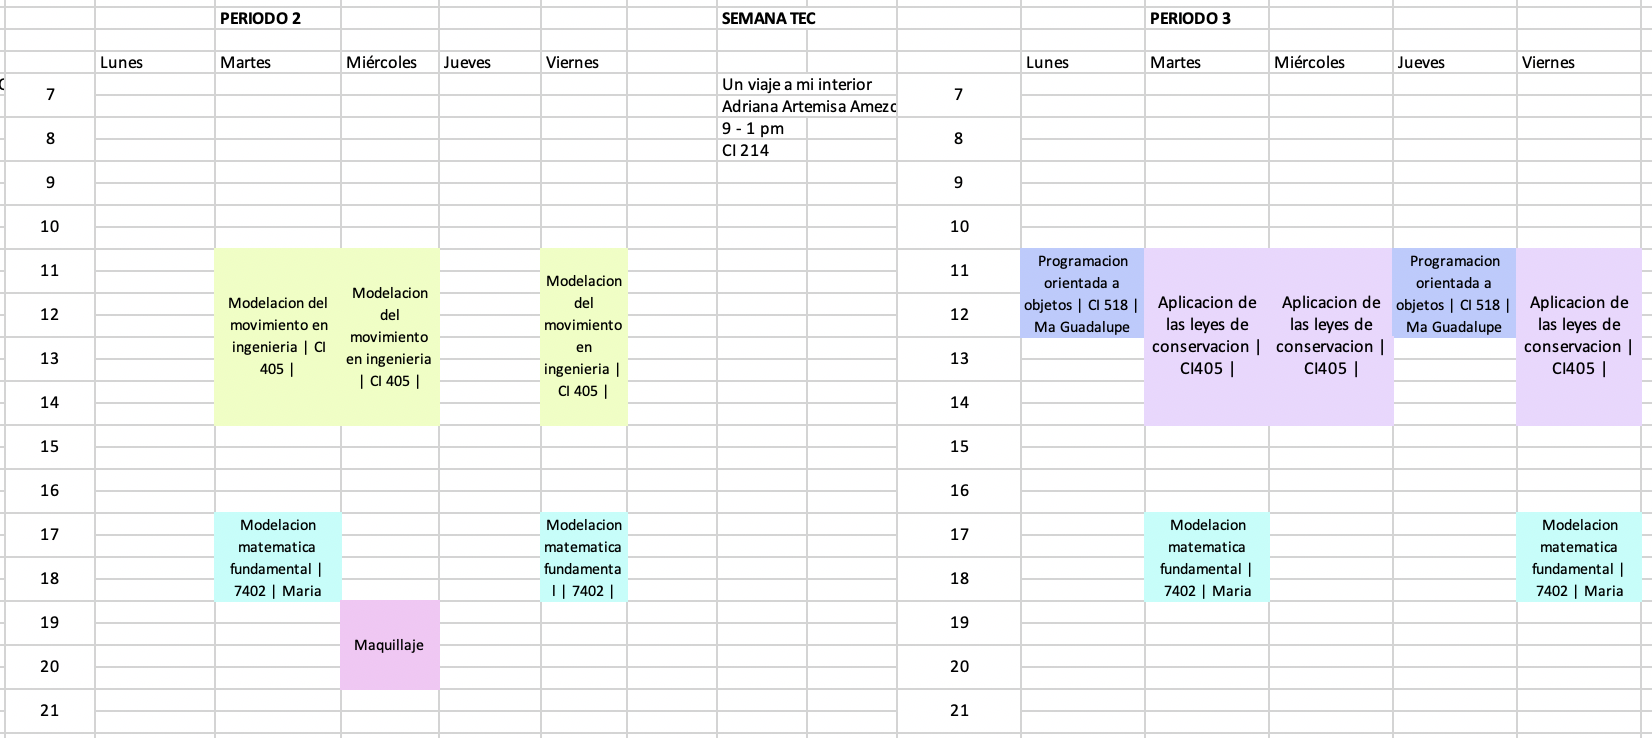 PERIODO 2
SEMANA TEC
PERIODO 3
Lunes Martes Miércoles Jueves Viernes
Lunes Martes Miércoles Jueves Viernes
Un viaje a mi interior
Adriana Artemisa
9 - 1 pm
CI 214
7
8
9
10
11
12
13
14
15
16
17
18
19
20
21
Modelacion del
movimiento en
ingenieria | CI
405 |
Modelacion
del
movimiento
en ingenieria
| CI 405 |
Modelacion
del
movimiento
en
ingenieria |
CI 405 |
Modelacion
matematica
fundamental |
7402 | Maria
Modelacion
matematica
fundamenta
l | 7402 |
Maquillaje
7
8
9
10
11
12
13
14
15
16
17
18
19
20
21
Programacion
orientada a
objetos | CI 518 |
Ma Guadalupe
Aplicacion de
las leyes de
conservacion |
CI405 |
Aplicacion de
las leyes de
conservacion |
CI405 |
Programacion
orientada a
objetos | CI 518 |
Ma Guadalupe
Aplicacion de
las leyes de
conservacion |
CI405 |
Modelacion
matematica
fundamental |
7402 | Maria
Modelacion
matematica
fundamental |
7402 | Maria